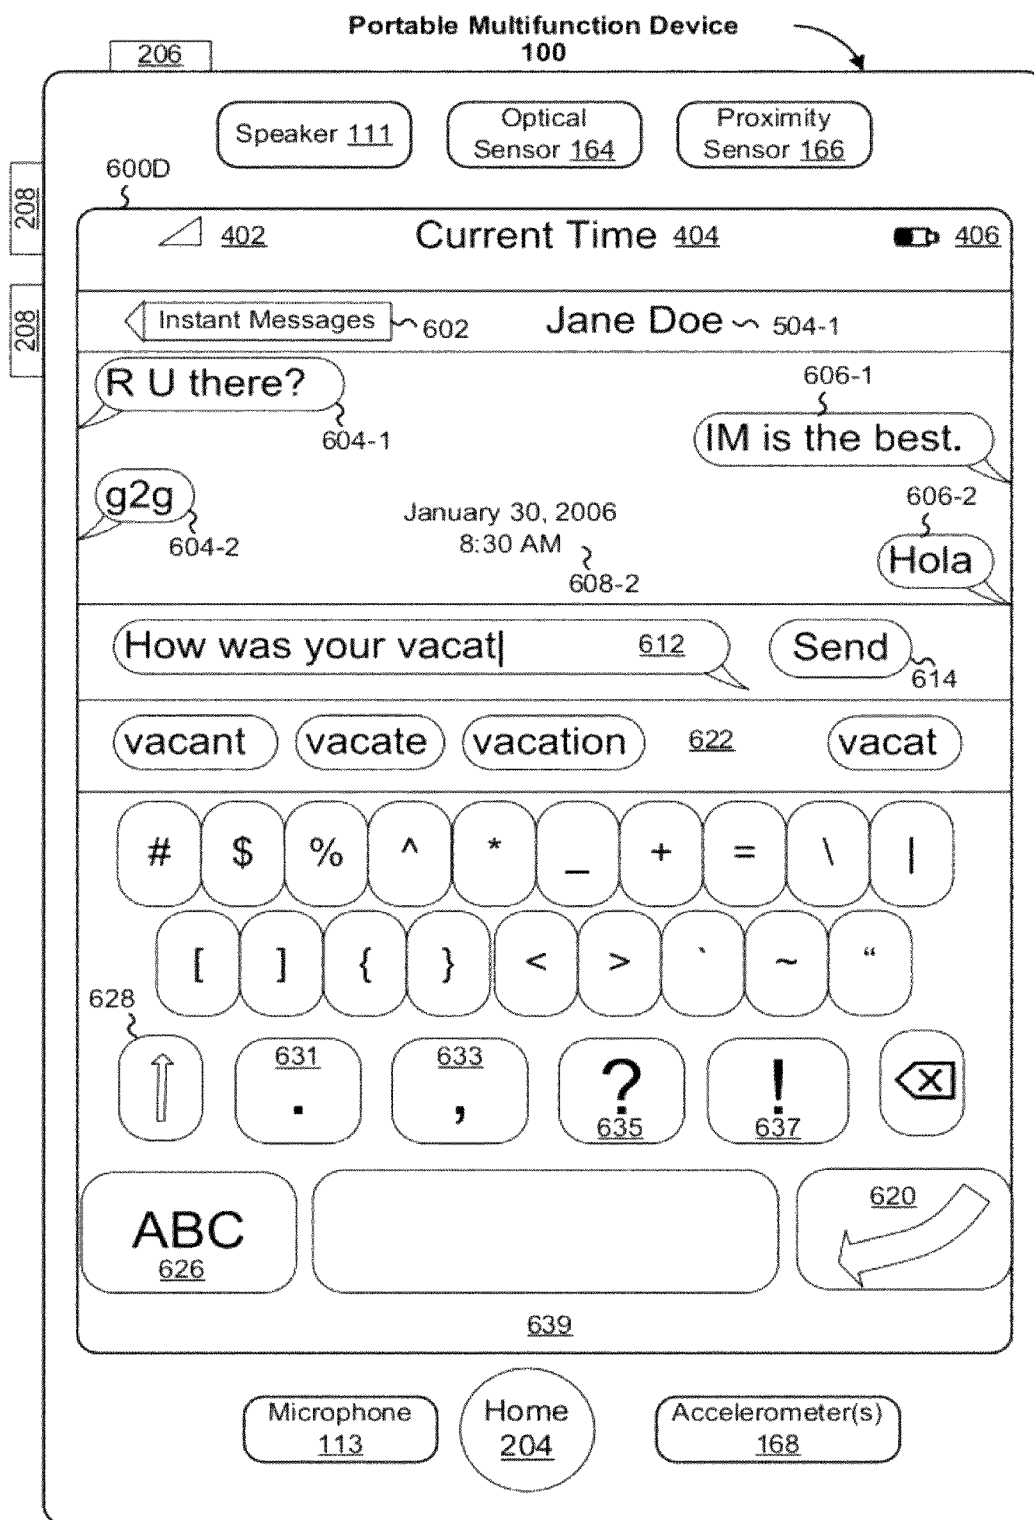 Portable Multifunction Device
100
206
Speaker 111
Optical
Sensor 164
Proximity
Sensor 166
600D
208
208
402
Current Time 404
406
Instant Messages
602
Jane Doe
504-1
R U there?
604-1
606-1
IM is the best.
g2g
604-2
January 30, 2006
8:30 AM
608-2
606-2
Hola
How was your vacat|
612
Send
614
vacant vacate vacation 622 vacat
# $ % ^ * _ + = \ |
[ ] { } < > ` ~ “
628
631
.
633
,
?
635
!
637
ABC
626
620
639
Microphone
113
Home
204
Accelerometer(s)
168